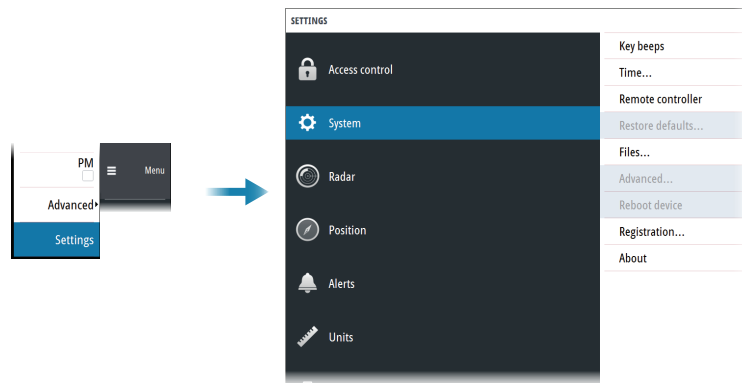 PM
Advanced
Settings
Menu
SETTINGS
Access control
System
Radar
Position
Alerts
Units
Key beeps
Time...
Remote controller
Restore defaults...
Files...
Advanced...
Reboot device
Registration...
About